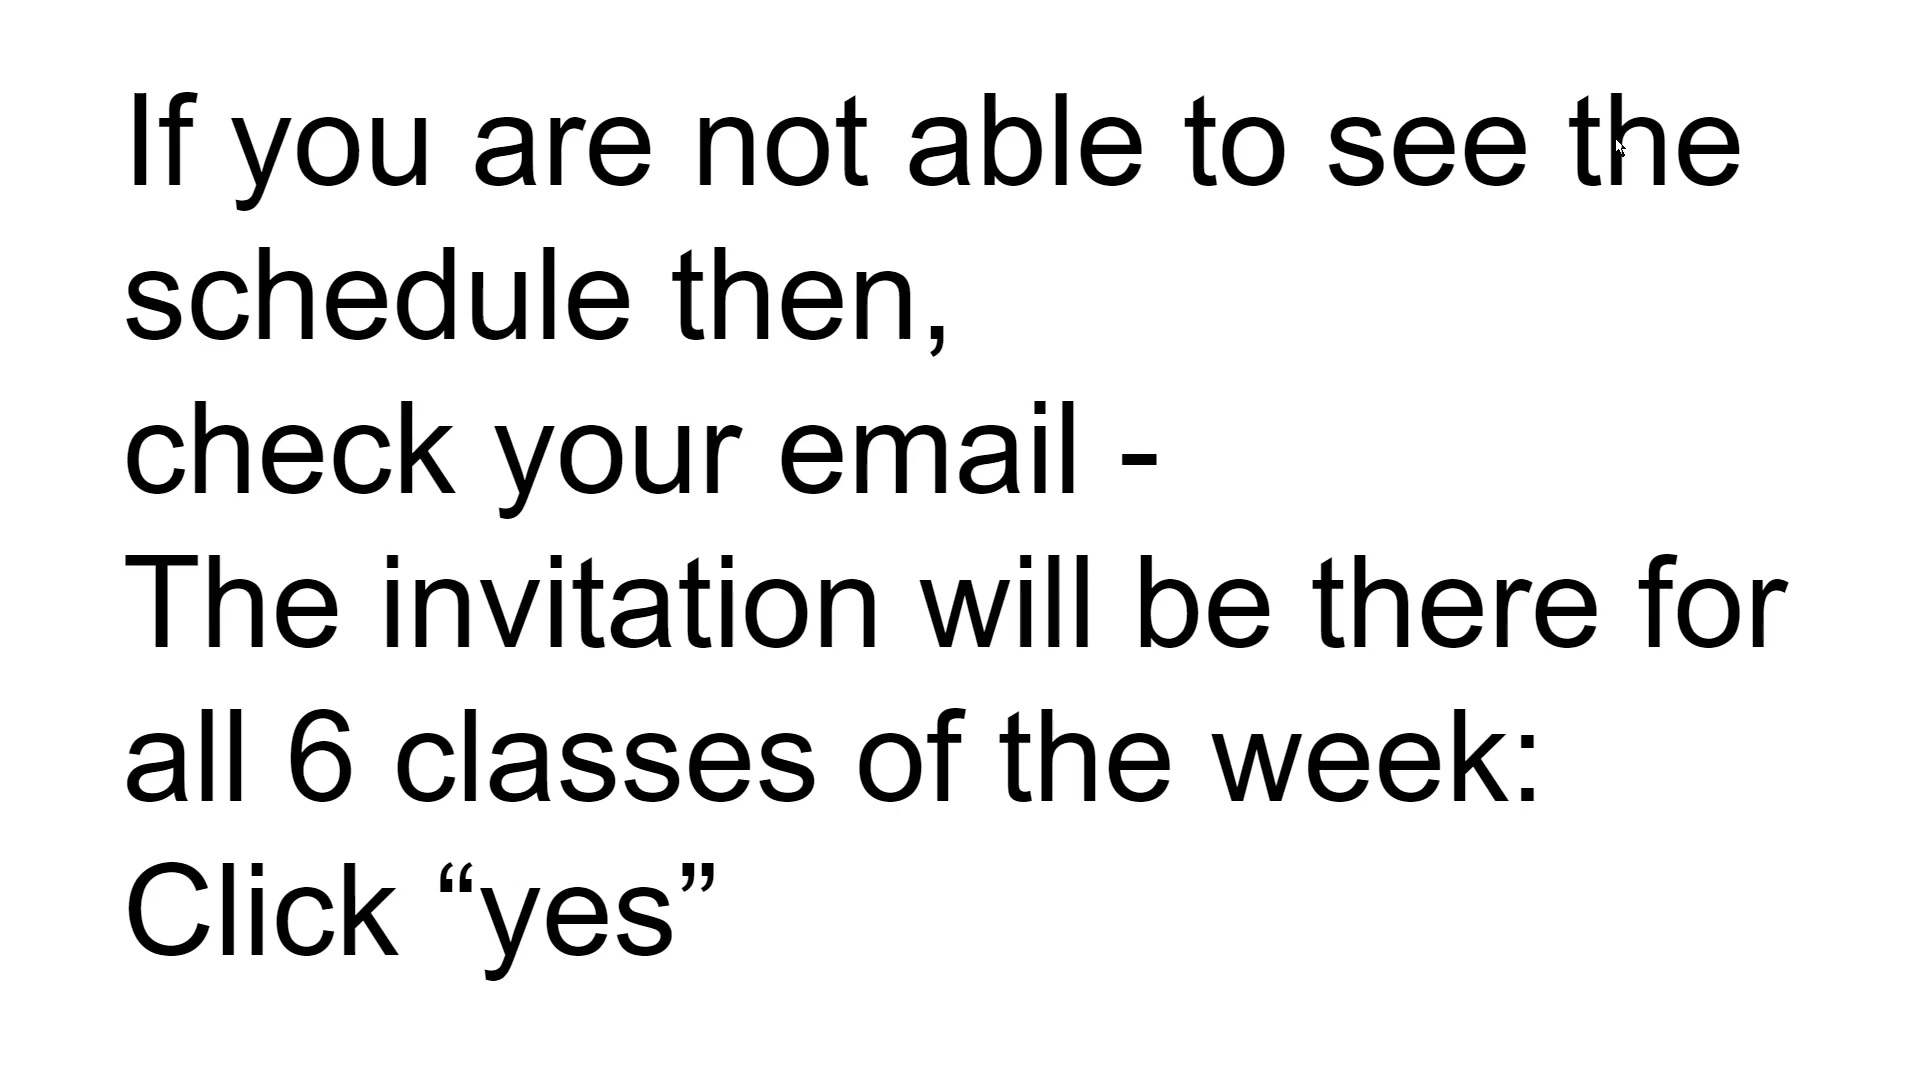 If you are not able to see the
schedule then,
check your email -
The invitation will be there for
all 6 classes of the week:
Click “yes”